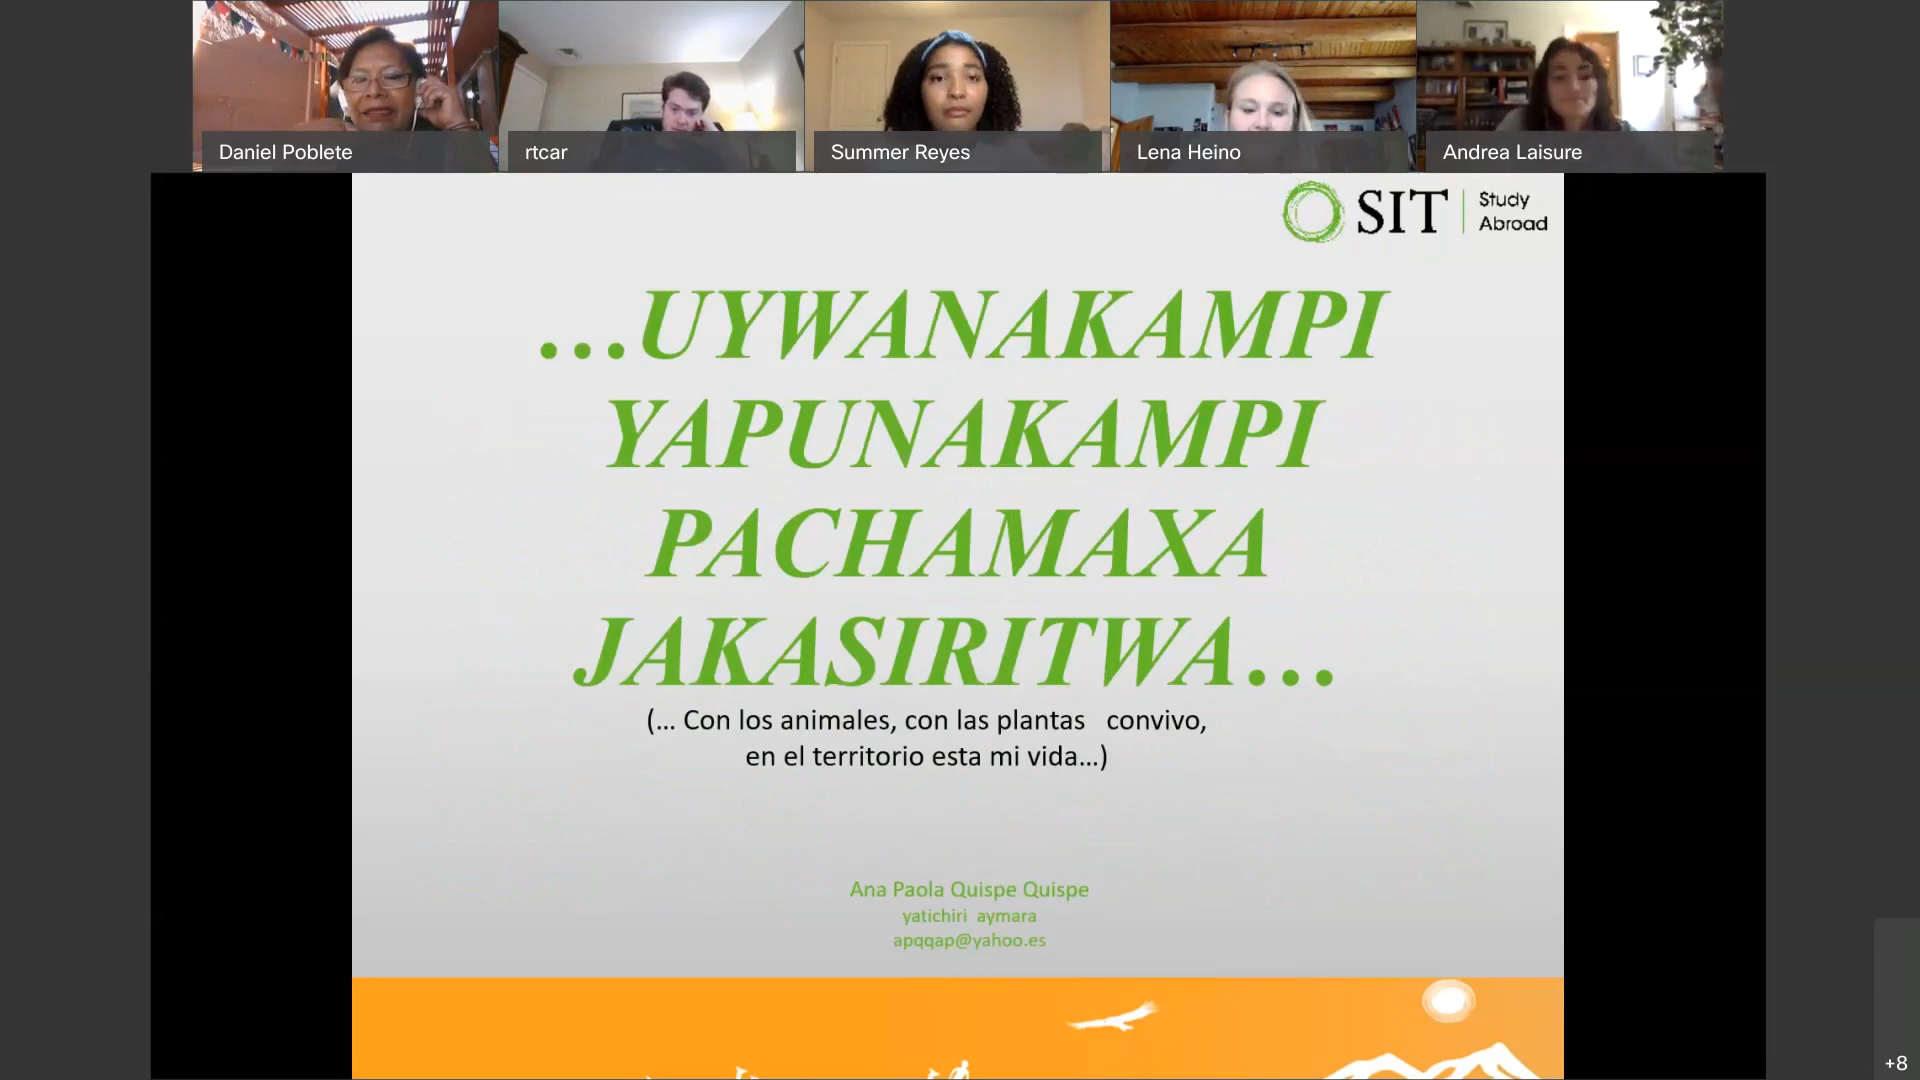 Daniel Poblete
rtcar
Summer Reyes
Lena Heino
Andrea Laisure
SIT
Study
Abroad
...UYWANAKAMPI
YAPUNAKAMPI
PACHAMAXA
JAKASIRITWA...
(... Con los animales, con las plantas convivo,
en el territorio esta mi vida...)
Ana Paola Quispe Quispe
yatichiri aymara
apqqap@yahoo.es
+8